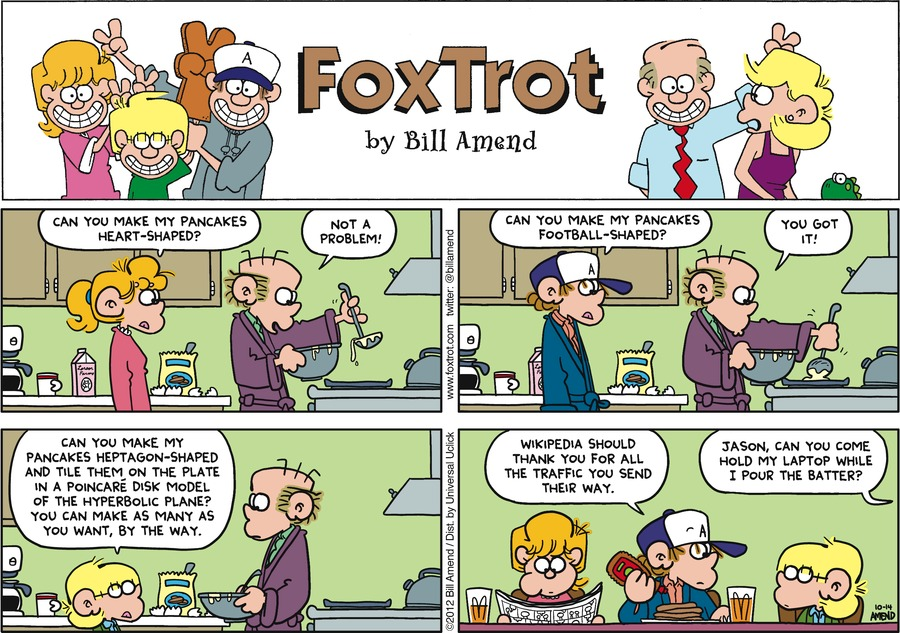 A
FOXTROT
by Bill Amend
CAN YOU MAKE MY PANCAKES
HEART-SHAPED?
NOT A
PROBLEM!
www.foxtrot.com twitter: @billamend
CAN YOU MAKE MY PANCAKES
FOOTBALL-SHAPED?
YOU GOT
IT!
A
CAN YOU MAKE MY
PANCAKES HEPTAGON-SHAPED
AND TILE THEM ON THE PLATE
IN A POINCARÉ DISK MODEL
OF THE HYPERBOLIC PLANE?
YOU CAN MAKE AS MANY AS
YOU WANT, BY THE WAY.
©2012 Bill Amend / Dist. by Universal Uclick
WIKIPEDIA SHOULD
THANK YOU FOR ALL
THE TRAFFIC YOU SEND
THEIR WAY.
JASON, CAN YOU COME
HOLD MY LAPTOP WHILE
I POUR THE BATTER?
A
10-14
AMEND